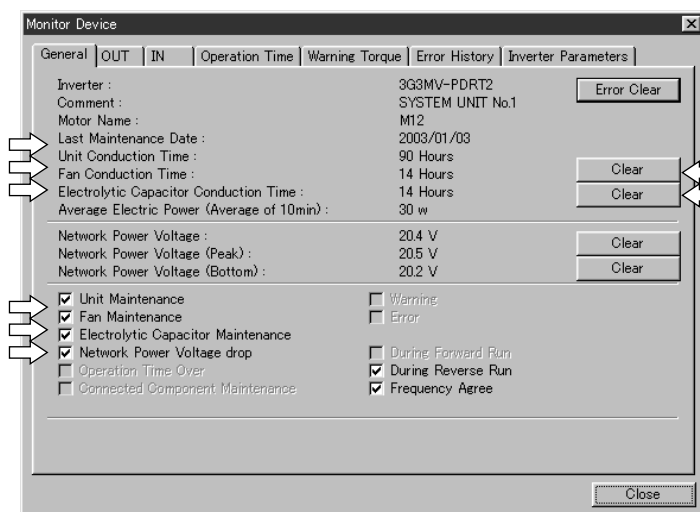 Monitor Device
General OUT IN Operation Time Warning Torque Error History Inverter Parameters
Inverter : 3G3MV-PDRT2 Error Clear
Comment : SYSTEM UNIT No.1
Motor Name : M12
Last Maintenance Date : 2003/01/03
Unit Conduction Time : 90 Hours
Fan Conduction Time : 14 Hours Clear
Electrolytic Capacitor Conduction Time : 14 Hours Clear
Average Electric Power (Average of 10min) : 30 w
Network Power Voltage : 20.4 V Clear
Network Power Voltage (Peak) : 20.5 V
Network Power Voltage (Bottom) : 20.2 V Clear
Unit Maintenance Warning
Fan Maintenance Error
Electrolytic Capacitor Maintenance
Network Power Voltage drop During Forward Run
Operation Time Over During Reverse Run
Connected Component Maintenance Frequency Agree
Close